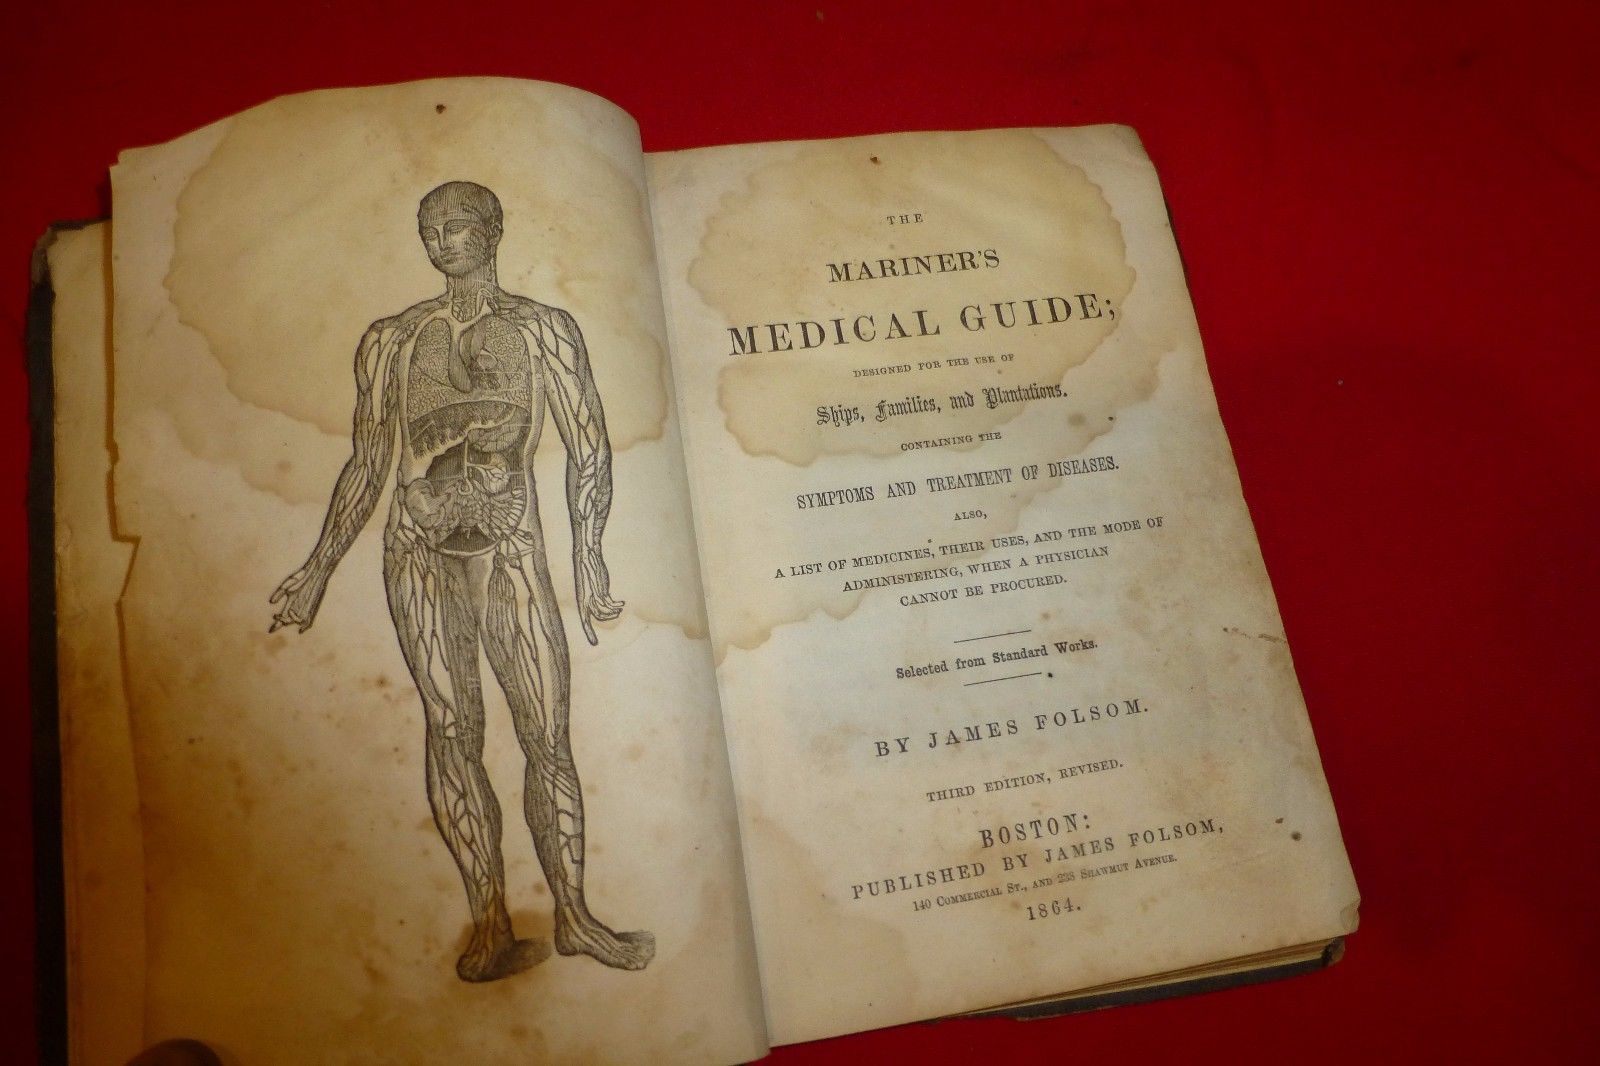 THE
MARINER'S
MEDICAL GUIDE;
DESIGNED FOR THE USE OF
Ships, Families, and Plantations.
CONTAINING THE
SYMPTOMS AND TREATMENT OF DISEASES.
ALSO,
A LIST OF MEDICINES, THEIR USES, AND THE MODE OF
ADMINISTERING, WHEN A PHYSICIAN
CANNOT BE PROCURED.
Selected from Standard Works.
BY JAMES FOLSOM.
THIRD EDITION, REVISED.
BOSTON:
PUBLISHED BY JAMES FOLSOM,
140 COMMERCIAL ST., AND 238 SHAWMUT AVENUE.
1864.